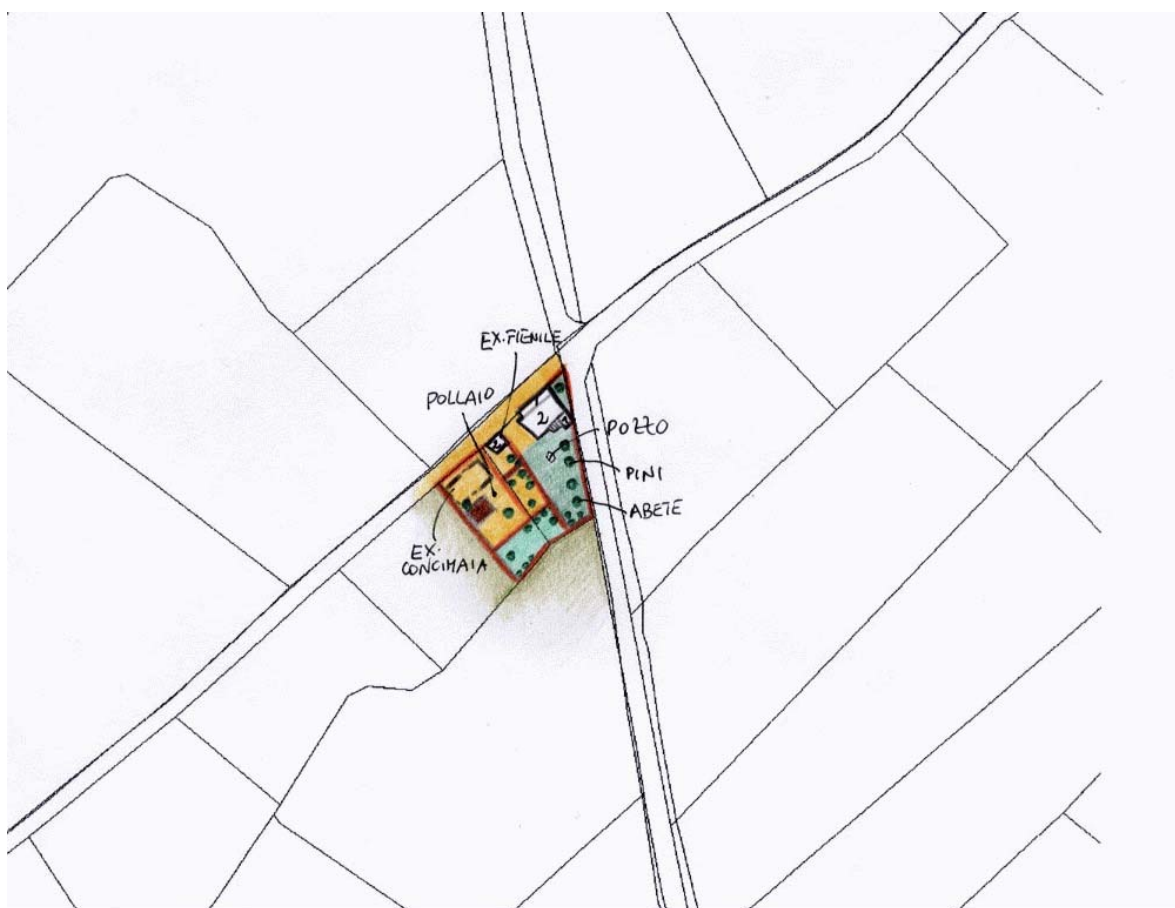 EX. FIENILE
POLLAIO
2
POZZO
PINI
ABETE
EX.
CONCIMAIA